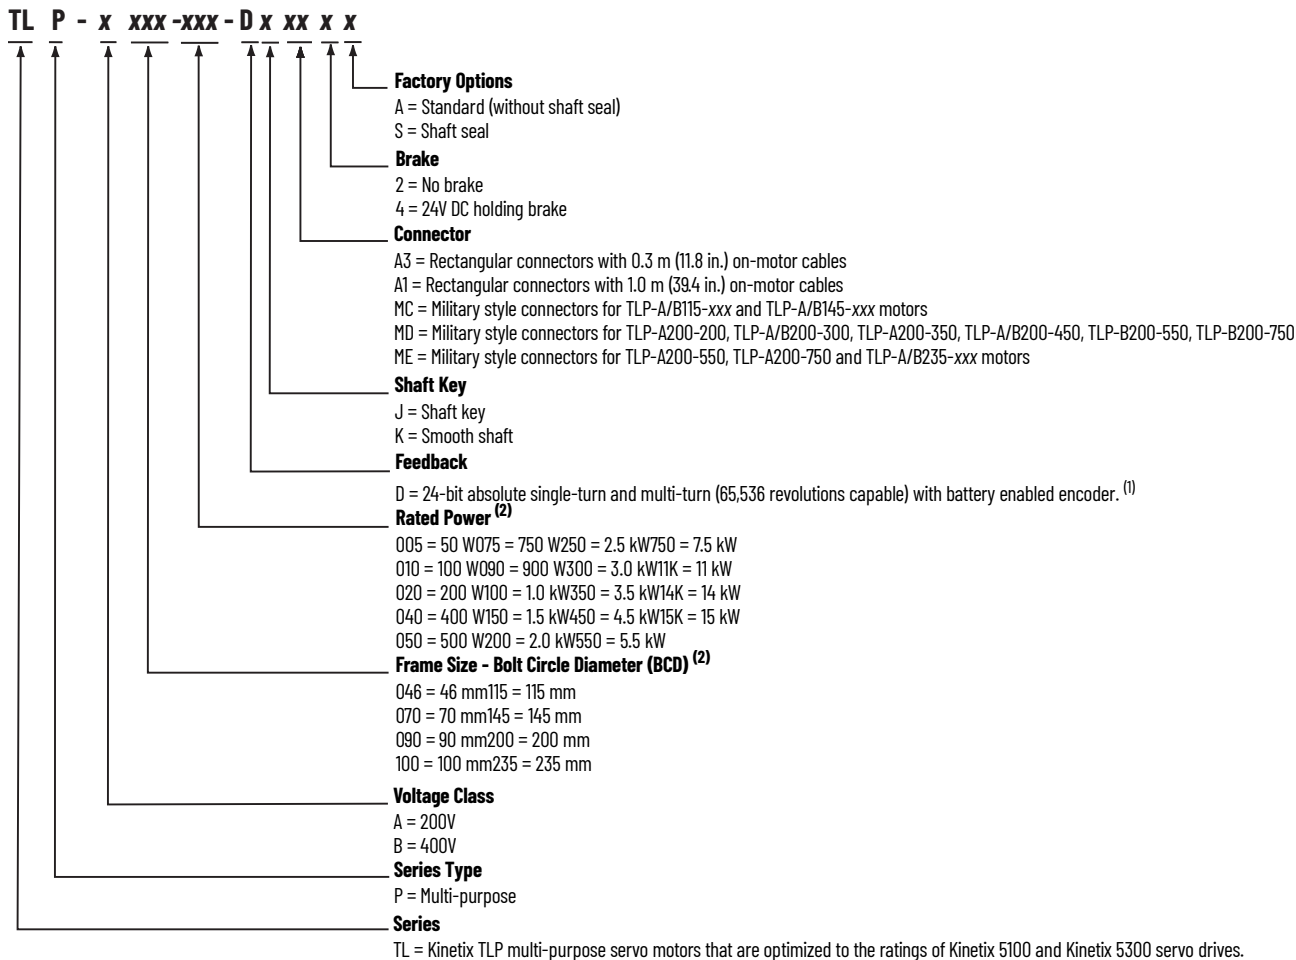 TL P - x xxx -xxx - D x xx x x
Factory Options
A = Standard (without shaft seal)
S = Shaft seal
Brake
2 = No brake
4 = 24V DC holding brake
Connector
A3 = Rectangular connectors with 0.3 m (11.8 in.) on-motor cables
A1 = Rectangular connectors with 1.0 m (39.4 in.) on-motor cables
MC = Military style connectors for TLP-A/B115-xxx and TLP-A/B145-xxx motors
MD = Military style connectors for TLP-A200-200, TLP-A/B200-300, TLP-A200-350, TLP-A/B200-450, TLP-B200-550, TLP-B200-750
ME = Military style connectors for TLP-A200-550, TLP-A200-750 and TLP-A/B235-xxx motors
Shaft Key
J = Shaft key
K = Smooth shaft
Feedback
D = 24-bit absolute single-turn and multi-turn (65,536 revolutions capable) with battery enabled encoder. (1)
Rated Power (2)
005 = 50 W075 = 750 W250 = 2.5 kW750 = 7.5 kW
010 = 100 W090 = 900 W300 = 3.0 kW11K = 11 kW
020 = 200 W100 = 1.0 kW350 = 3.5 kW14K = 14 kW
040 = 400 W150 = 1.5 kW450 = 4.5 kW15K = 15 kW
050 = 500 W200 = 2.0 kW550 = 5.5 kW
Frame Size - Bolt Circle Diameter (BCD) (2)
046 = 46 mm115 = 115 mm
070 = 70 mm145 = 145 mm
090 = 90 mm200 = 200 mm
100 = 100 mm235 = 235 mm
Voltage Class
A = 200V
B = 400V
Series Type
P = Multi-purpose
Series
TL = Kinetix TLP multi-purpose servo motors that are optimized to the ratings of Kinetix 5100 and Kinetix 5300 servo drives.